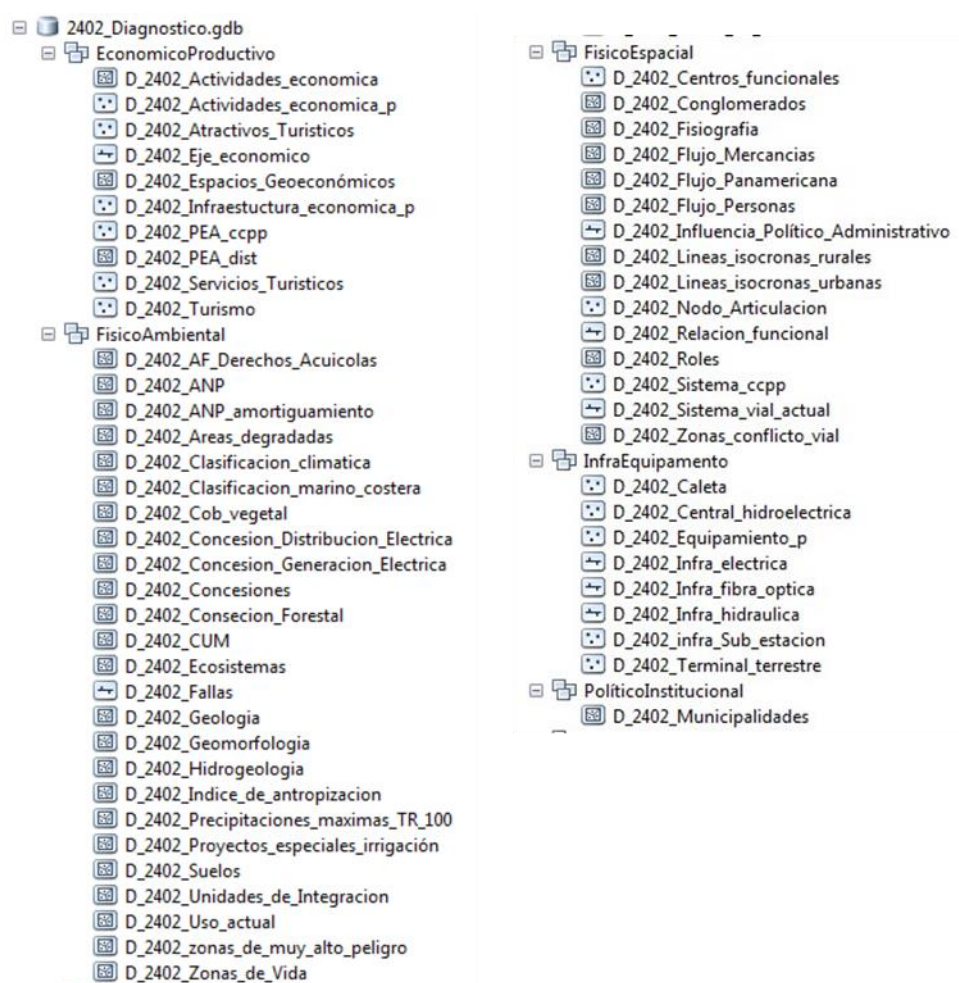 2402_Diagnostico.gdb
EconomicoProductivo
D_2402_Actividades_economica
D_2402_Actividades_economica_p
D_2402_Atractivos_Turisticos
D_2402_Eje_economico
D_2402_Espacios_Geoeconómicos
D_2402_Infraestuctura_economica_p
D_2402_PEA_ccpp
D_2402_PEA_dist
D_2402_Servicios_Turisticos
D_2402_Turismo
FisicoAmbiental
D_2402_AF_Derechos_Acuicolas
D_2402_ANP
D_2402_ANP_amortiguamiento
D_2402_Areas_degradadas
D_2402_Clasificacion_climatica
D_2402_Clasificacion_marino_costera
D_2402_Cob_vegetal
D_2402_Concesion_Distribucion_Electrica
D_2402_Concesion_Generacion_Electrica
D_2402_Concesiones
D_2402_Consecion_Forestal
D_2402_CUM
D_2402_Ecosistemas
D_2402_Fallas
D_2402_Geologia
D_2402_Geomorfologia
D_2402_Hidrogeologia
D_2402_Indice_de_antropizacion
D_2402_Precipitaciones_maximas_TR_100
D_2402_Proyectos_especiales_irrigación
D_2402_Suelos
D_2402_Unidades_de_Integracion
D_2402_Uso_actual
D_2402_zonas_de_muy_alto_peligro
D_2402_Zonas_de_Vida
FisicoEspacial
D_2402_Centros_funcionales
D_2402_Conglomerados
D_2402_Fisiografia
D_2402_Flujo_Mercancias
D_2402_Flujo_Panamericana
D_2402_Flujo_Personas
D_2402_Influencia_Político_Administrativo
D_2402_Lineas_isocronas_rurales
D_2402_Lineas_isocronas_urbanas
D_2402_Nodo_Articulacion
D_2402_Relacion_funcional
D_2402_Roles
D_2402_Sistema_ccpp
D_2402_Sistema_vial_actual
D_2402_Zonas_conflicto_vial
InfraEquipamento
D_2402_Caleta
D_2402_Central_hidroelectrica
D_2402_Equipamiento_p
D_2402_Infra_electrica
D_2402_Infra_fibra_optica
D_2402_Infra_hidraulica
D_2402_infra_Sub_estacion
D_2402_Terminal_terrestre
PolíticoInstitucional
D_2402_Municipalidades